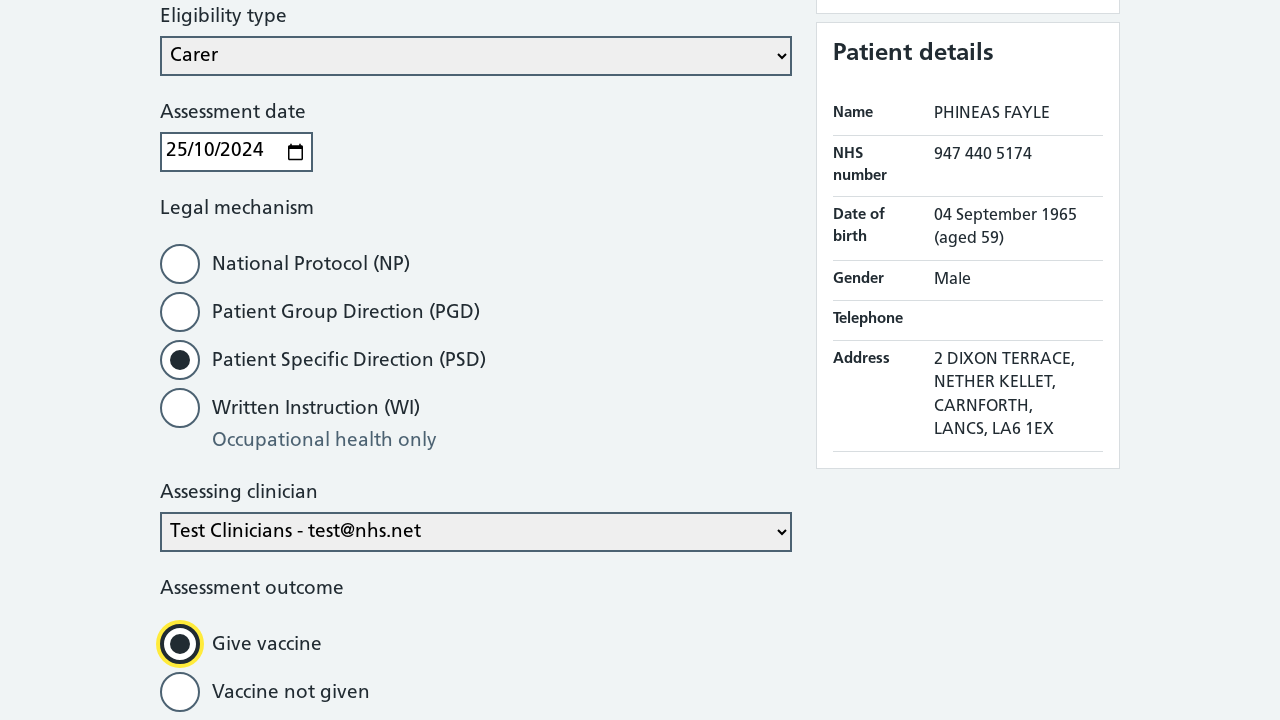 Eligibility type
Carer
Assessment date
25/10/2024
Legal mechanism
National Protocol (NP)
Patient Group Direction (PGD)
Patient Specific Direction (PSD)
Written Instruction (WI)
Occupational health only
Assessing clinician
Test Clinicians - test@nhs.net
Assessment outcome
Give vaccine
Vaccine not given
Patient details
Name PHINEAS FAYLE
NHS number 947 440 5174
Date of birth 04 September 1965 (aged 59)
Gender Male
Telephone
Address 2 DIXON TERRACE,
NETHER KELLET,
CARNFORTH,
LANCS, LA6 1EX